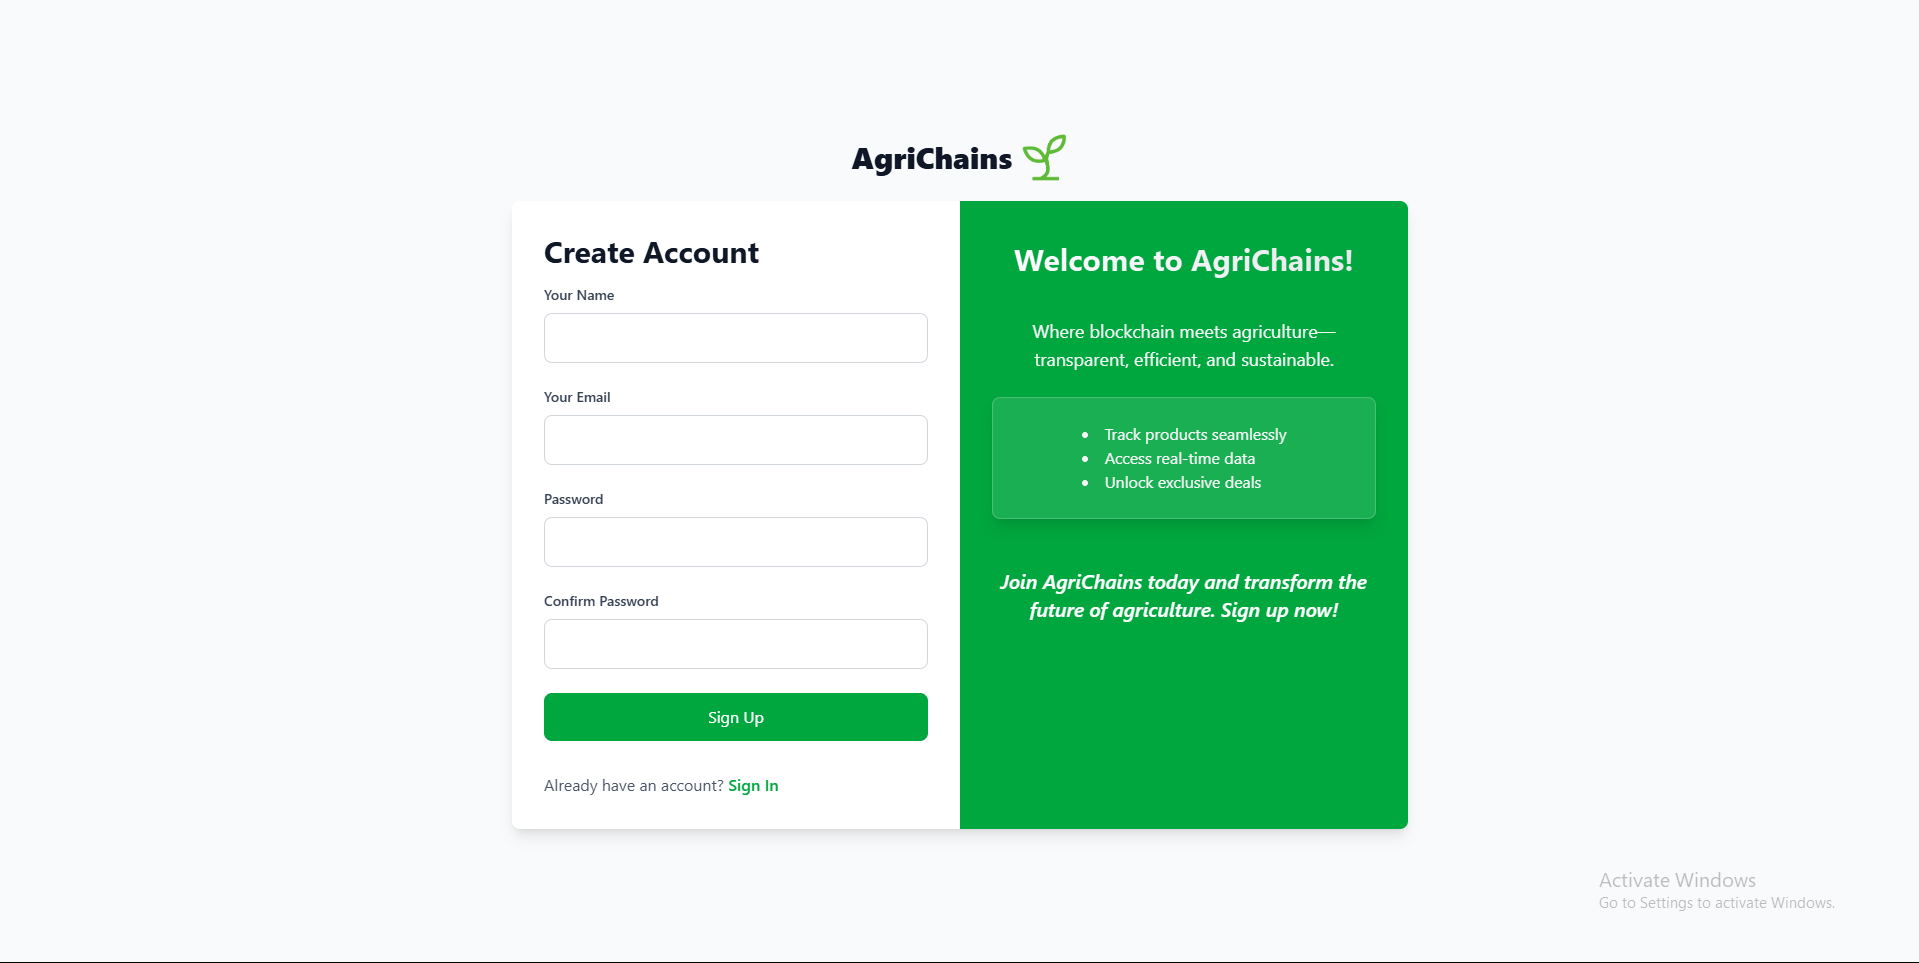 AgriChains
Create Account
Your Name
Your Email
Password
Confirm Password
Sign Up
Already have an account? Sign In
Welcome to AgriChains!
Where blockchain meets agriculture—
transparent, efficient, and sustainable.
• Track products seamlessly
• Access real-time data
• Unlock exclusive deals
Join AgriChains today and transform the
future of agriculture. Sign up now!
Activate Windows
Go to Settings to activate Windows.